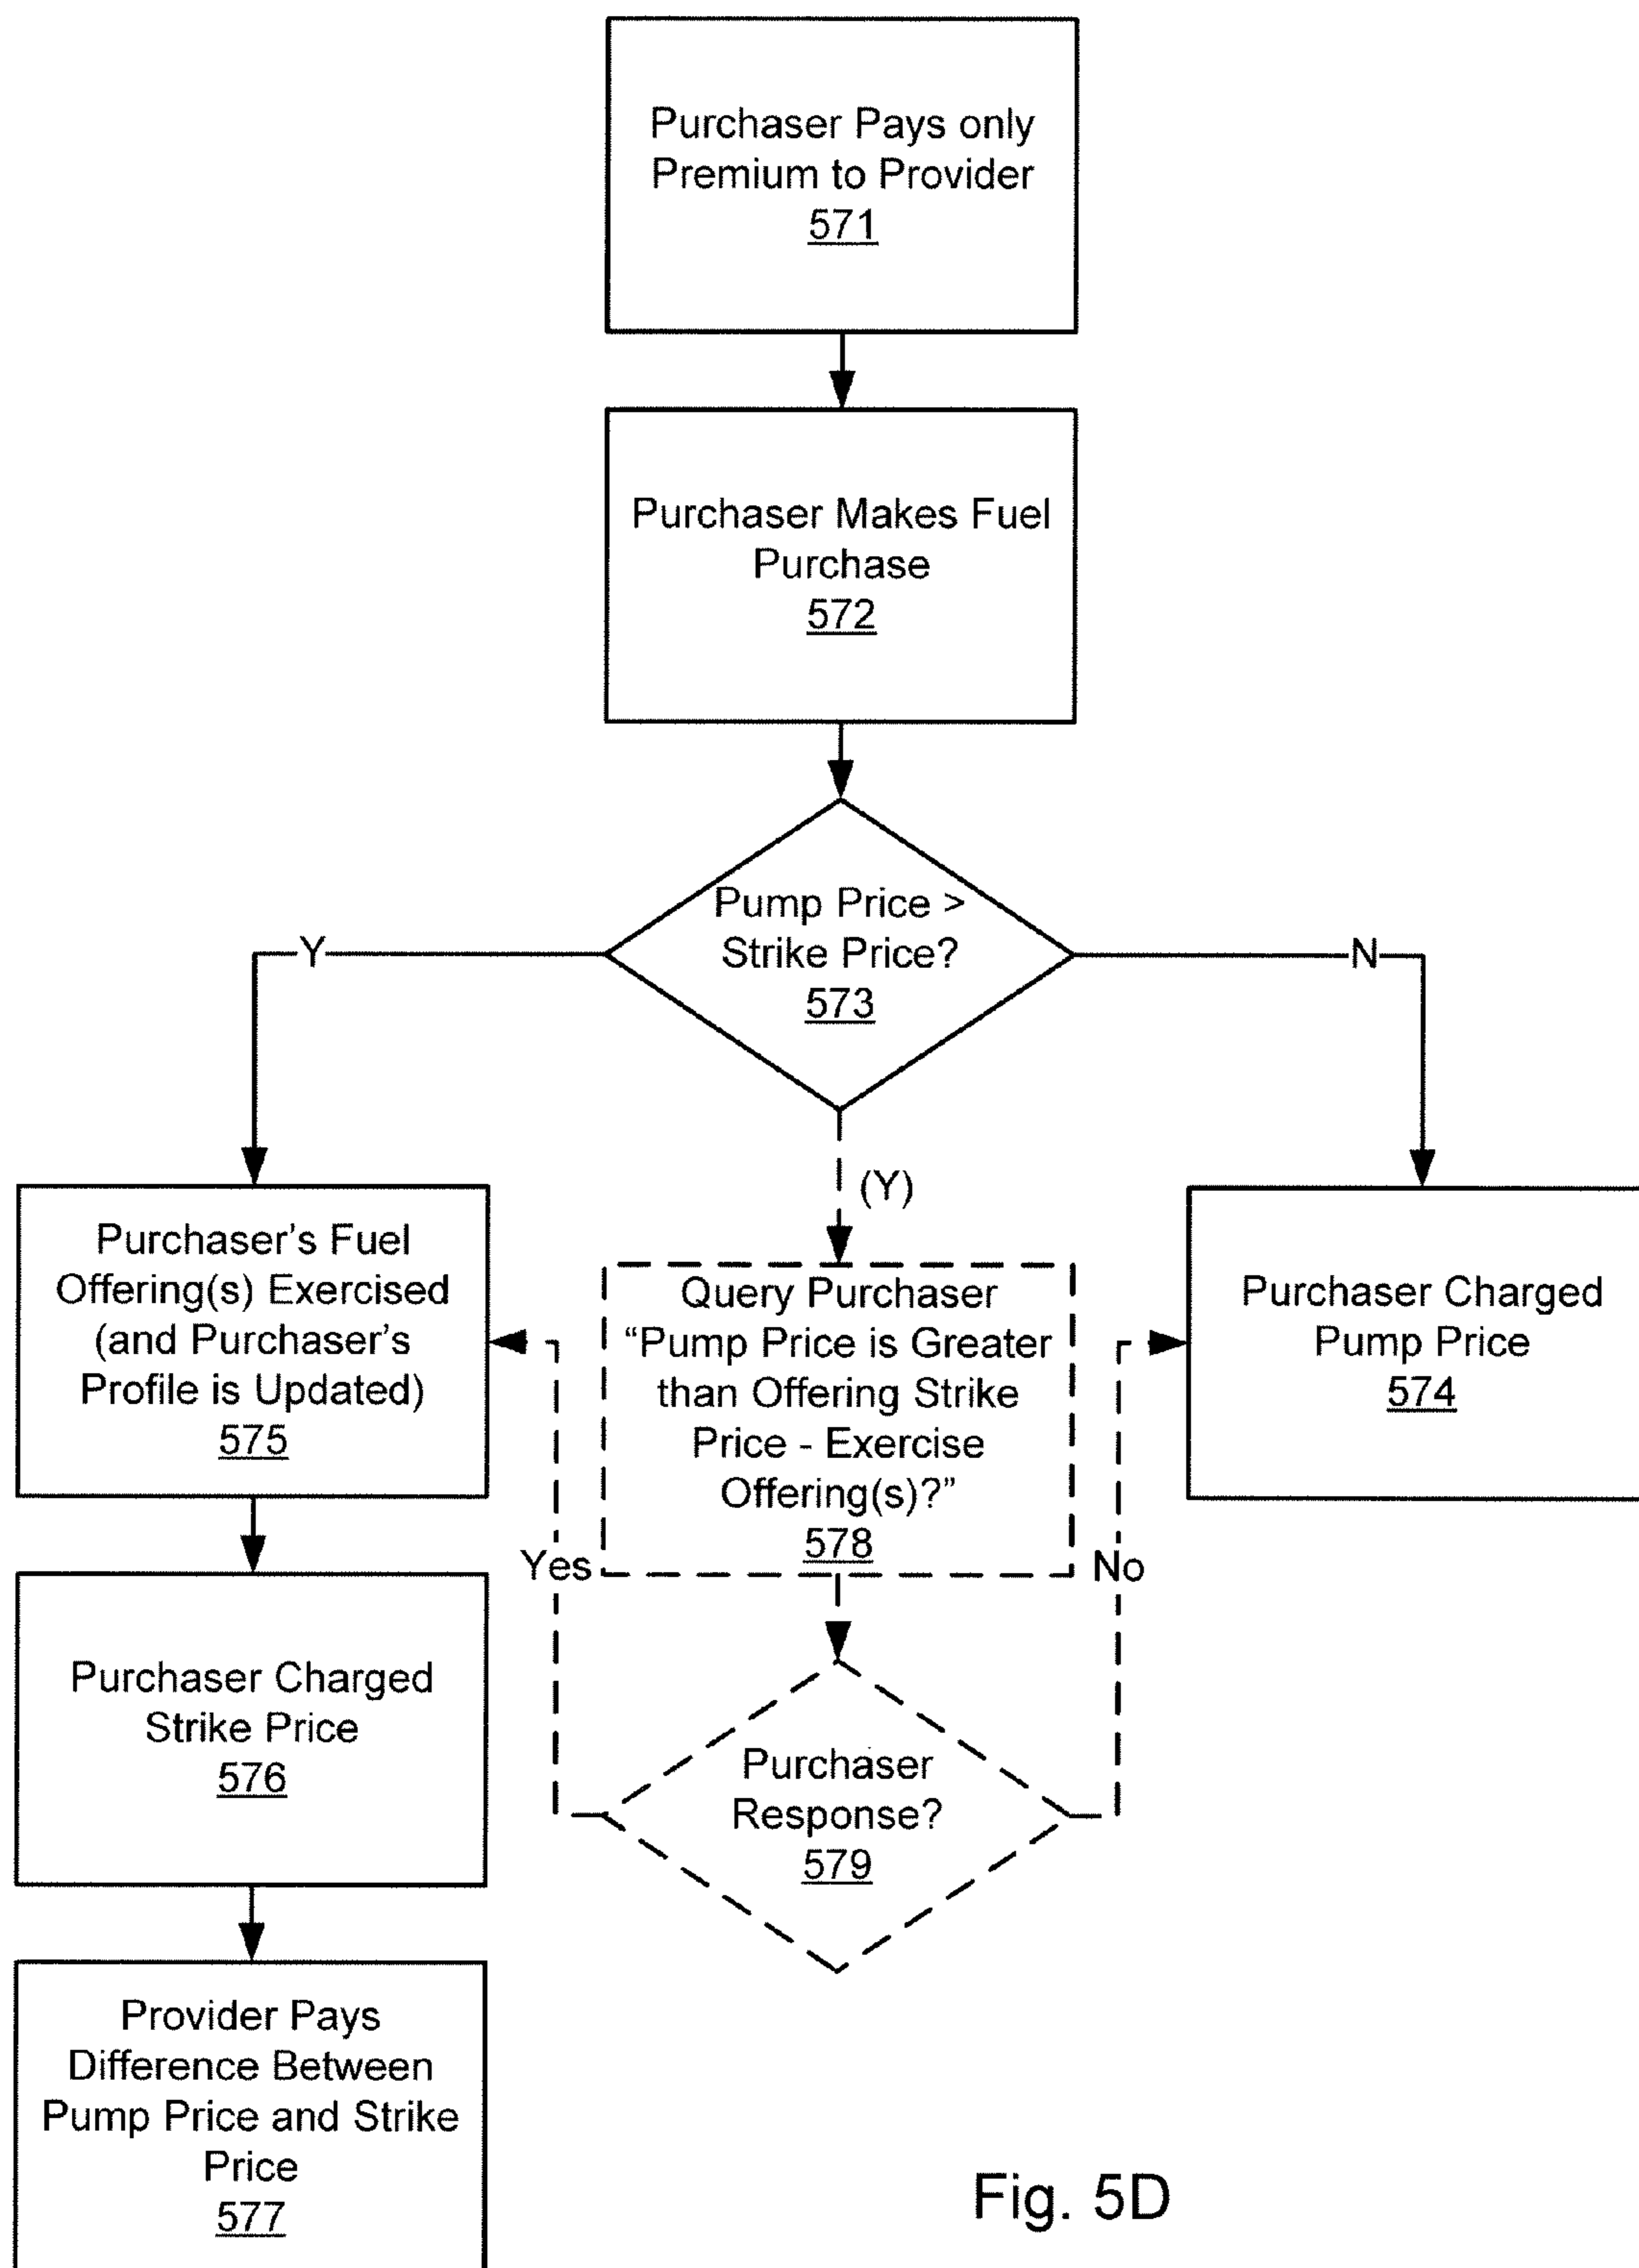 Purchaser Pays only
Premium to Provider
571
Purchaser Makes Fuel
Purchase
572
Pump Price >
Strike Price?
573
Y
N
(Y)
Purchaser’s Fuel
Offering(s) Exercised
(and Purchaser’s
Profile is Updated)
575
Query Purchaser
“Pump Price is Greater
than Offering Strike
Price - Exercise
Offering(s)?”
578
Purchaser Charged
Pump Price
574
Yes
No
Purchaser Charged
Strike Price
576
Purchaser
Response?
579
Provider Pays
Difference Between
Pump Price and Strike
Price
577
Fig. 5D